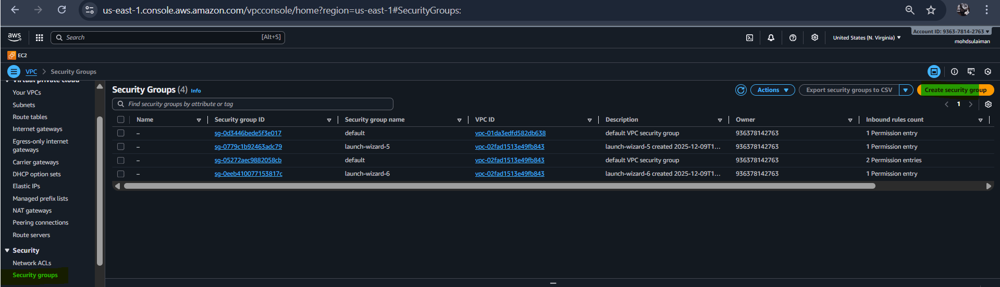 us-east-1.console.aws.amazon.com/vpcconsole/home?region=us-east-1#SecurityGroups:
aws
Search [Alt+S]
United States (N. Virginia)
Account ID: 9363-7814-2763
mohdsulaiman
EC2
VPC > Security Groups
Virtual private cloud
Your VPCs
Subnets
Route tables
Internet gateways
Egress-only internet
gateways
Carrier gateways
DHCP option sets
Elastic IPs
Managed prefix lists
NAT gateways
Peering connections
Route servers
Security
Network ACLs
Security groups
Security Groups (4) Info
Actions
Export security groups to CSV
Create security group
Find security groups by attribute or tag
1
Name Security group ID Security group name VPC ID Description Owner Inbound rules count
– sg-0d3446bede5f3e017 default vpc-01da3edfd582db638 default VPC security group 936378142763 1 Permission entry
– sg-0779c1b92463adc79 launch-wizard-5 vpc-02fad1513e49fb843 launch-wizard-5 created 2025-12-09T1... 936378142763 1 Permission entry
– sg-05272aec9882058cb default vpc-02fad1513e49fb843 default VPC security group 936378142763 2 Permission entries
– sg-0eeb410077153817c launch-wizard-6 vpc-02fad1513e49fb843 launch-wizard-6 created 2025-12-09T1... 936378142763 1 Permission entry